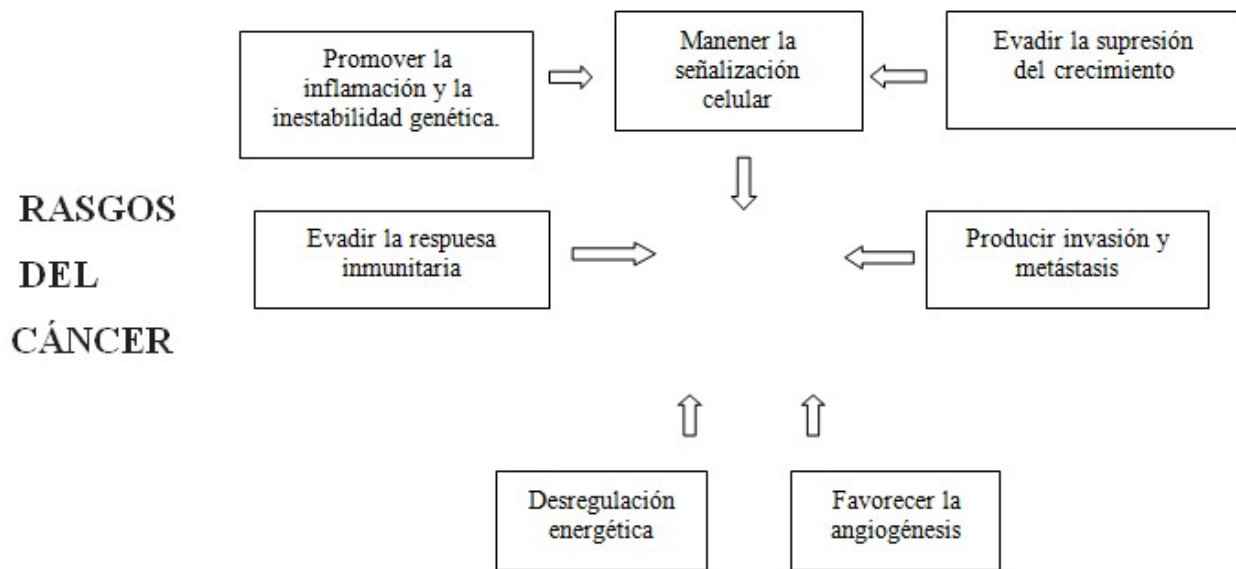 Promover la
inflamación y la
inestabilidad genética.
Manener la
señalización
celular
Evadir la supresión
del crecimiento
RASGOS
DEL
CÁNCER
Evadir la respuesa
inmunitaria
Producir invasión y
metástasis
Desregulación
energética
Favorecer la
angiogénesis